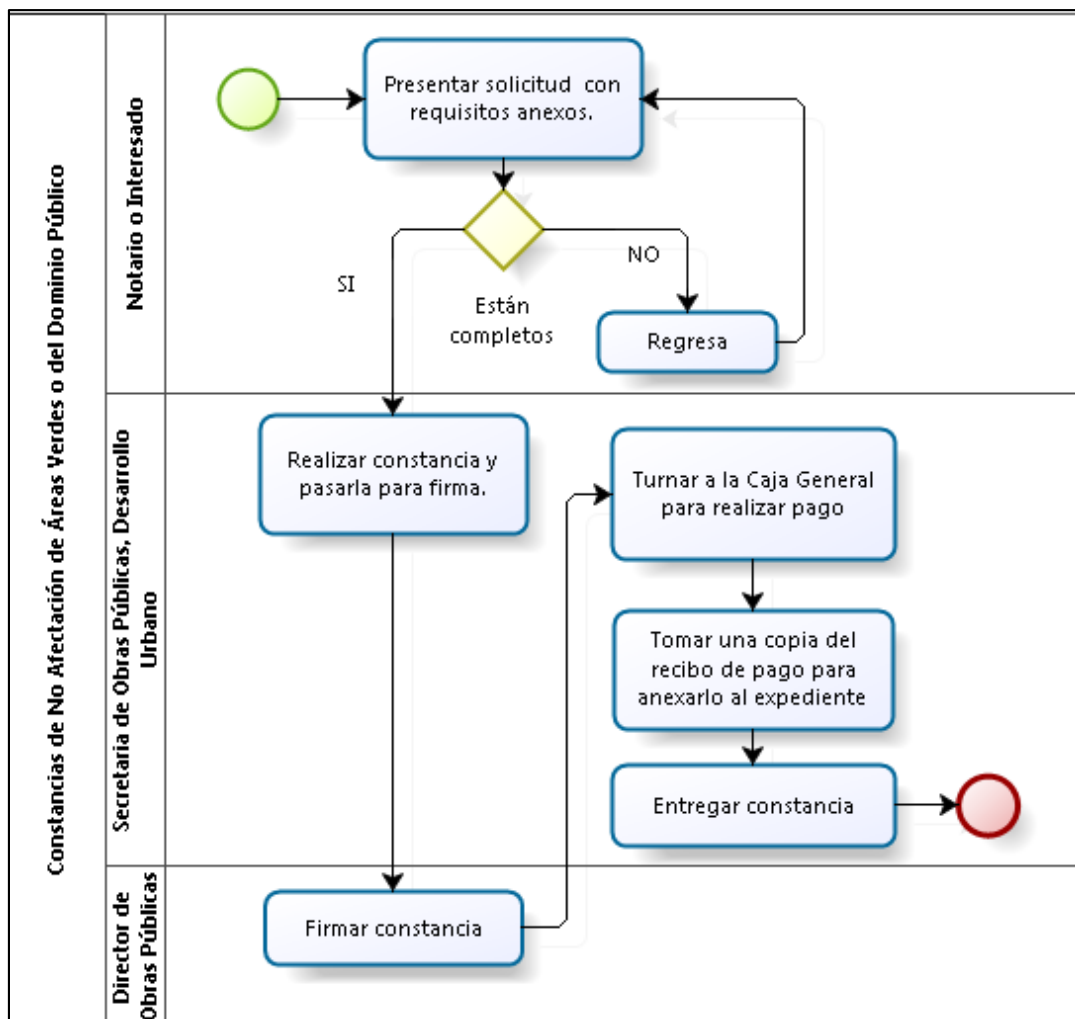 Constancias de No Afectación de Áreas Verdes o del Dominio Público
Notario o Interesado
Presentar solicitud con
requisitos anexos.
SI
NO
Están
completos
Regresa
Secretaria de Obras Públicas, Desarrollo
Urbano
Realizar constancia y
pasarla para firma.
Turnar a la Caja General
para realizar pago
Tomar una copia del
recibo de pago para
anexarlo al expediente
Entregar constancia
Director de
Obras Públicas
Firmar constancia